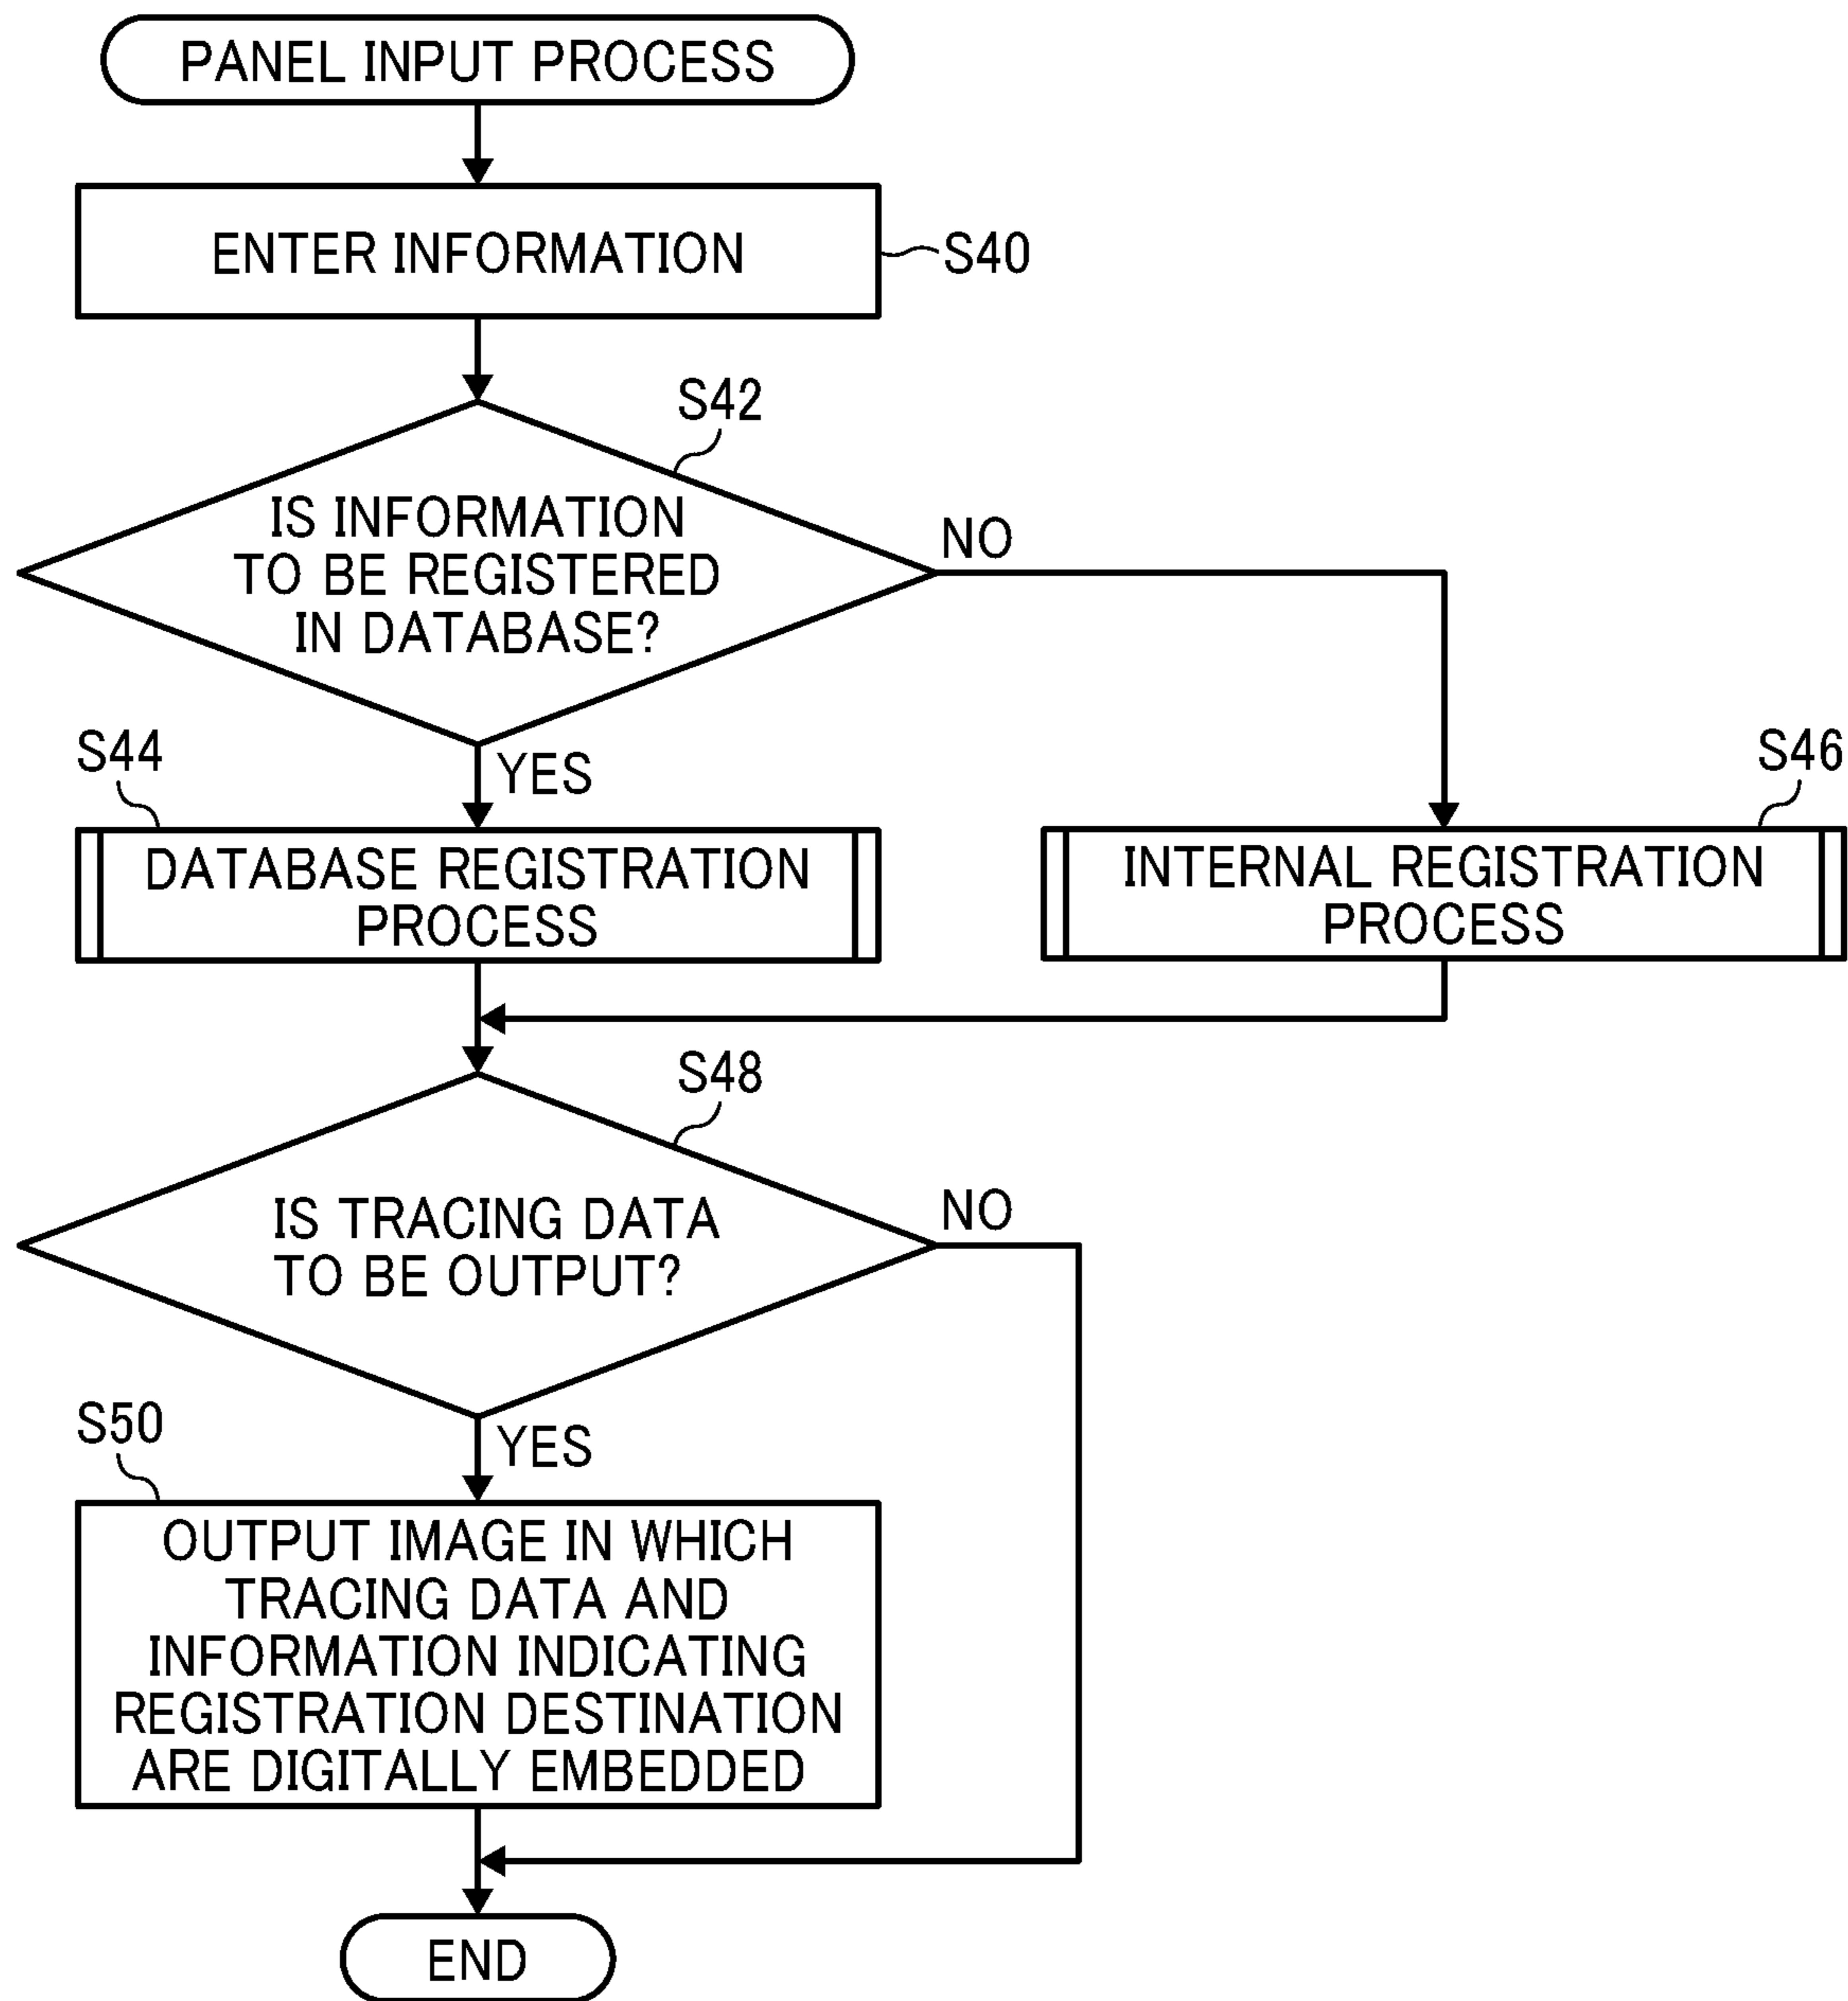 PANEL INPUT PROCESS
ENTER INFORMATION
S40
S42
IS INFORMATION
TO BE REGISTERED
IN DATABASE?
NO
YES
S44
DATABASE REGISTRATION
PROCESS
S46
INTERNAL REGISTRATION
PROCESS
S48
IS TRACING DATA
TO BE OUTPUT?
NO
YES
S50
OUTPUT IMAGE IN WHICH
TRACING DATA AND
INFORMATION INDICATING
REGISTRATION DESTINATION
ARE DIGITALLY EMBEDDED
END